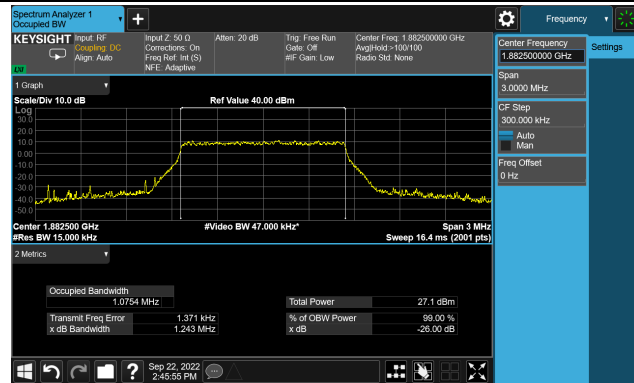 Spectrum Analyzer 1
Occupied BW
+
Frequency
KEYSIGHT
Input: RF
Coupling: DC
Align: Auto
Input Z: 50 Ω
Corrections: On
Freq Ref: Int (S)
NFE: Adaptive
Atten: 20 dB
Trig: Free Run
Gate: Off
#IF Gain: Low
Center Freq: 1.882500000 GHz
Avg|Hold:>100/100
Radio Std: None
LXI
Center Frequency
1.882500000 GHz
Settings
Span
3.0000 MHz
CF Step
300.000 kHz
Auto
Man
Freq Offset
0 Hz
1 Graph
Scale/Div 10.0 dB
Ref Value 40.00 dBm
Log
30.0
20.0
10.0
0.00
-10.0
-20.0
-30.0
-40.0
-50.0
Center 1.882500 GHz
#Video BW 47.000 kHz*
Span 3 MHz
#Res BW 15.000 kHz
Sweep 16.4 ms (2001 pts)
2 Metrics
Occupied Bandwidth
1.0754 MHz
Total Power 27.1 dBm
Transmit Freq Error 1.371 kHz
% of OBW Power 99.00 %
x dB Bandwidth 1.243 MHz
x dB -26.00 dB
?
Sep 22, 2022
2:45:55 PM